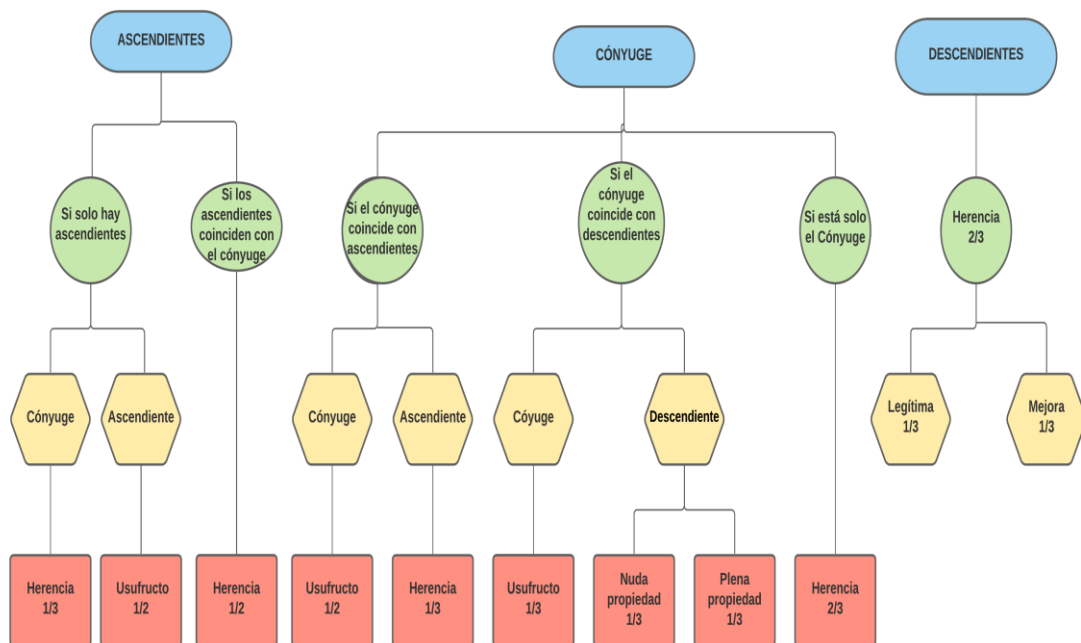 ASCENDIENTES
CÓNYUGE
DESCENDIENTES
Si solo hay
ascendientes
Si los
ascendientes
coinciden con
el cónyuge
Si el cónyuge
coincide con
ascendientes
Si el
cónyuge
coincide con
descendientes
Si está solo
el Cónyuge
Herencia
2/3
Cónyuge
Ascendiente
Cónyuge
Ascendiente
Cóyuge
Descendiente
Legítima
1/3
Mejora
1/3
Herencia
1/3
Usufructo
1/2
Herencia
1/2
Usufructo
1/2
Herencia
1/3
Usufructo
1/3
Nuda
propiedad
1/3
Plena
propiedad
1/3
Herencia
2/3